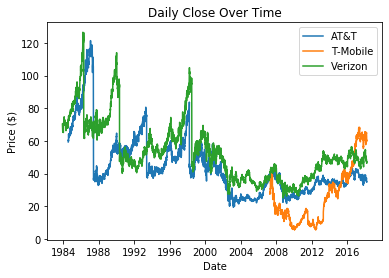 Daily Close Over Time
AT&T
T-Mobile
Verizon
Price ($)
120
100
80
60
40
20
0
1984 1988 1992 1996 2000 2004 2008 2012 2016
Date